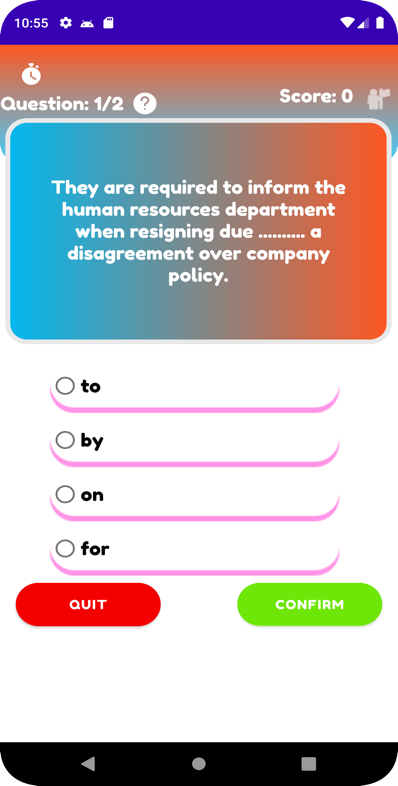 10:55
Question: 1/2 ?
Score: 0
They are required to inform the
human resources department
when resigning due .......... a
disagreement over company
policy.
to
by
on
for
QUIT
CONFIRM